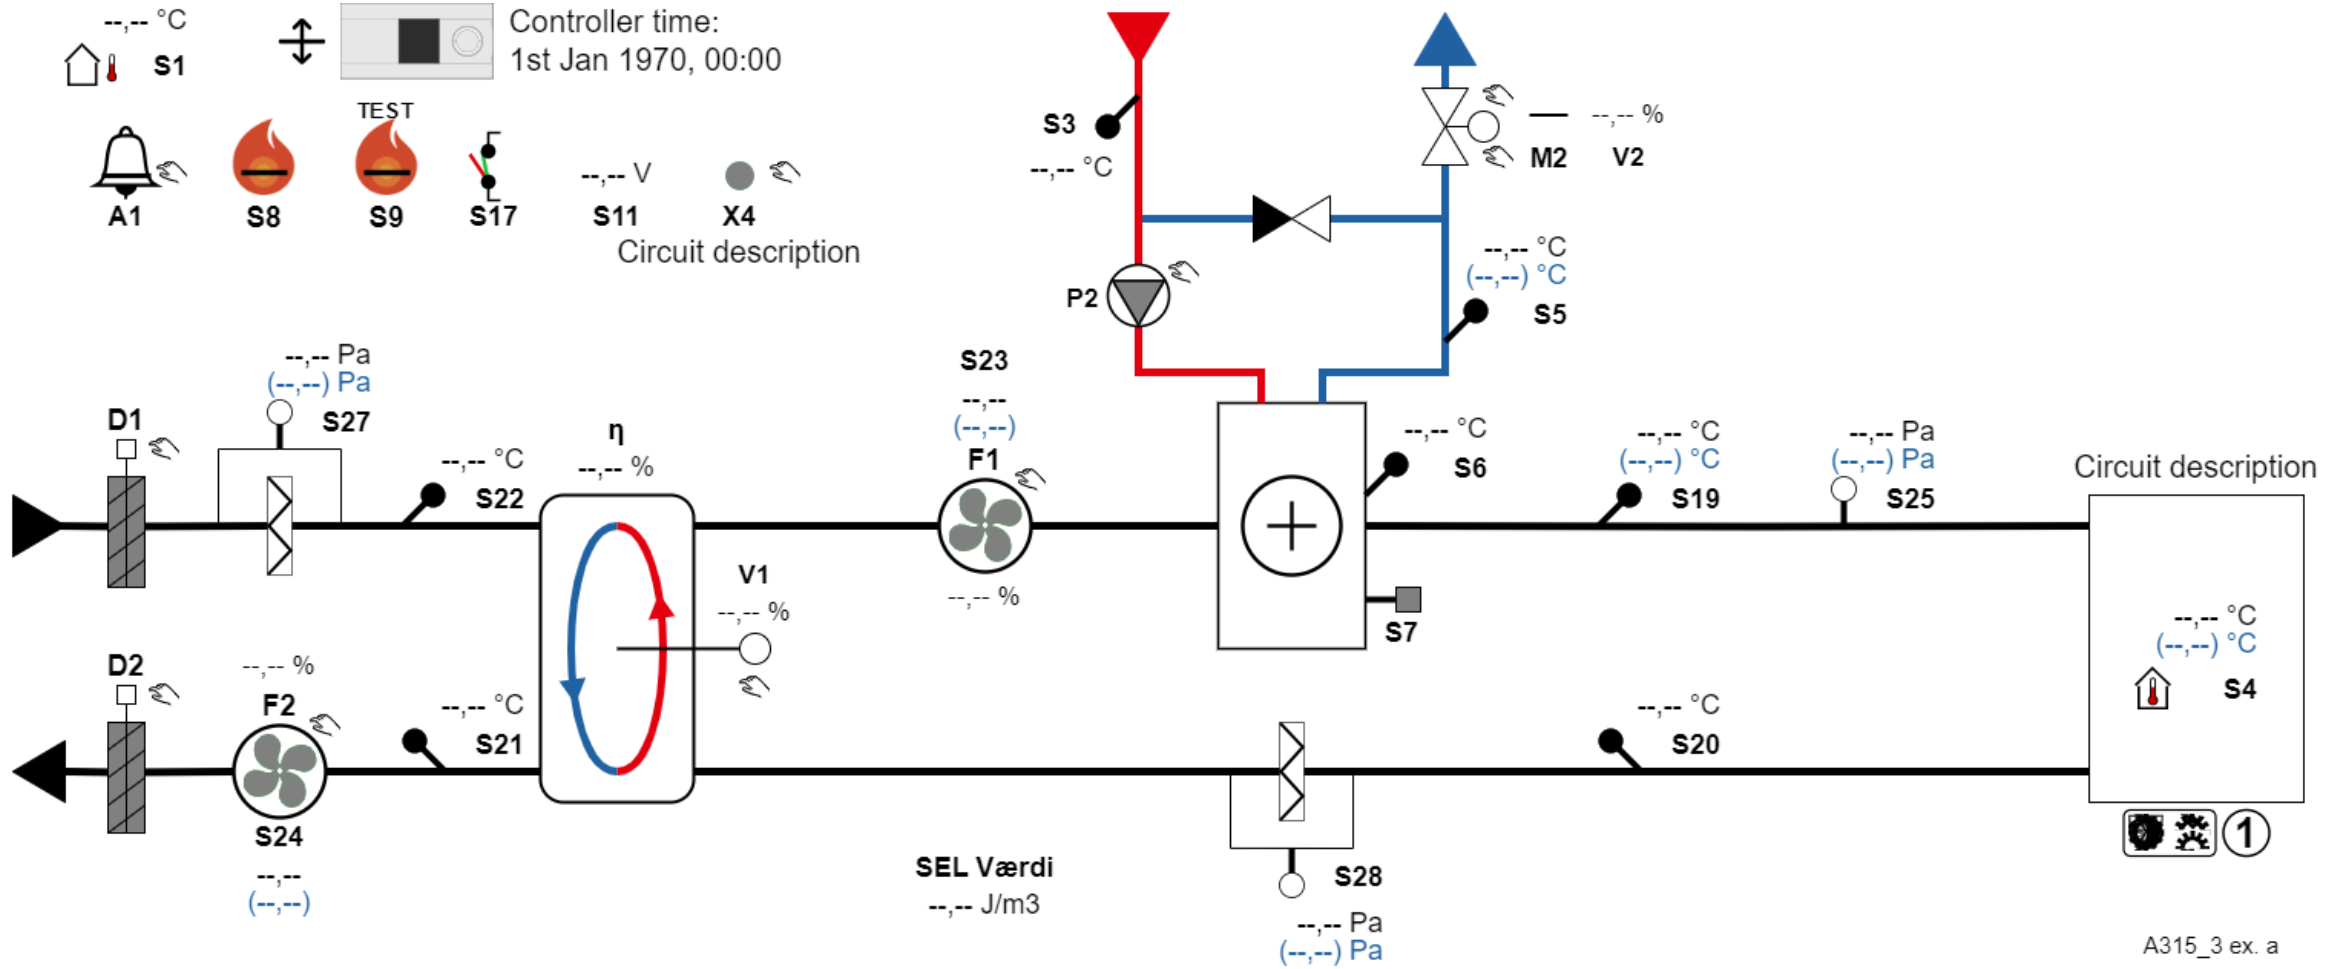 --,-- °C
S1
Controller time:
1st Jan 1970, 00:00
A1
S8
TEST
S9
S17
--,-- V
S11
X4
Circuit description
S3
--,-- °C
--,-- %
M2
V2
P2
--,-- °C
(--,--) °C
S5
--,-- Pa
(--,--) Pa
S27
D1
--,-- °C
S22
η
--,-- %
S23
--,--
(--,--)
F1
--,-- %
--,-- °C
S6
S7
--,-- °C
(--,--) °C
S19
--,-- Pa
(--,--) Pa
S25
Circuit description
V1
--,-- %
--,-- °C
(--,--) °C
S4
1
D2
--,-- %
F2
S24
--,--
(--,--)
--,-- °C
S21
SEL Værdi
--,-- J/m3
--,-- °C
S20
S28
--,-- Pa
(--,--) Pa
A315_3 ex. a